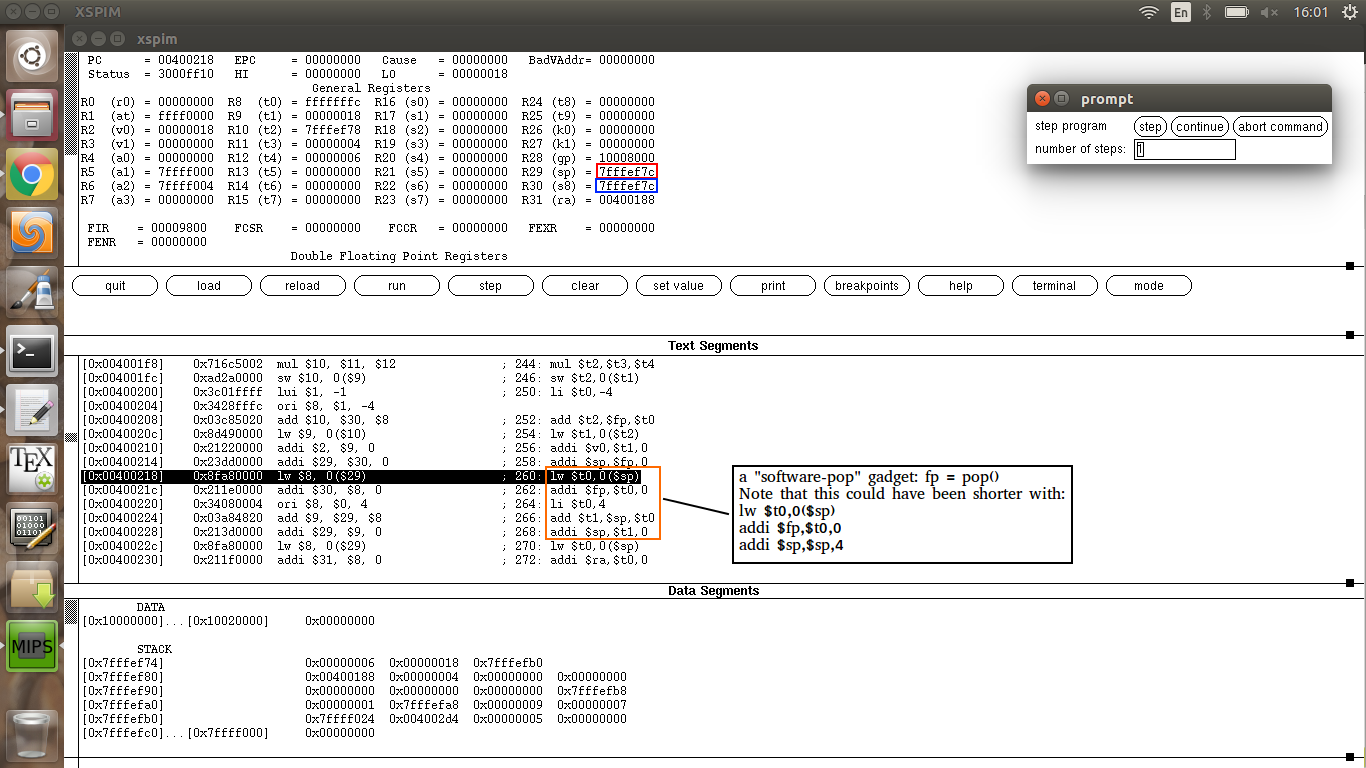 XSPIM
En
16:01
xspim
PC = 00400218 EPC = 00000000 Cause = 00000000 BadVAddr= 00000000
Status = 3000ff10 HI = 00000000 LO = 00000018
General Registers
R0 (r0) = 00000000 R8 (t0) = fffffffc R16 (s0) = 00000000 R24 (t8) = 00000000
R1 (at) = ffff0000 R9 (t1) = 00000018 R17 (s1) = 00000000 R25 (t9) = 00000000
R2 (v0) = 00000018 R10 (t2) = 7fffef78 R18 (s2) = 00000000 R26 (k0) = 00000000
R3 (v1) = 00000000 R11 (t3) = 00000004 R19 (s3) = 00000000 R27 (k1) = 00000000
R4 (a0) = 00000000 R12 (t4) = 00000006 R20 (s4) = 00000000 R28 (gp) = 10008000
R5 (a1) = 7ffff000 R13 (t5) = 00000000 R21 (s5) = 00000000 R29 (sp) = 7fffef7c
R6 (a2) = 7ffff004 R14 (t6) = 00000000 R22 (s6) = 00000000 R30 (s8) = 7fffef7c
R7 (a3) = 00000000 R15 (t7) = 00000000 R23 (s7) = 00000000 R31 (ra) = 00400188
FIR = 00009800 FCSR = 00000000 FCCR = 00000000 FEXR = 00000000
FENR = 00000000
Double Floating Point Registers
prompt
step program step continue abort command
number of steps: 1
quit load reload run step clear set value print breakpoints help terminal mode
Text Segments
[0x004001f8] 0x716c5002 mul $10, $11, $12 ; 244: mul $t2,$t3,$t4
[0x004001fc] 0xad2a0000 sw $10, 0($9) ; 246: sw $t2,0($t1)
[0x00400200] 0x3c01ffff lui $1, -1 ; 250: li $t0,-4
[0x00400204] 0x3428fffc ori $8, $1, -4
[0x00400208] 0x03c85020 add $10, $30, $8 ; 252: add $t2,$fp,$t0
[0x0040020c] 0x8d490000 lw $9, 0($10) ; 254: lw $t1,0($t2)
[0x00400210] 0x21220000 addi $2, $9, 0 ; 256: addi $v0,$t1,0
[0x00400214] 0x23dd0000 addi $29, $30, 0 ; 258: addi $sp,$fp,0
[0x00400218] 0x8fa80000 lw $8, 0($29) ; 260: lw $t0,0($sp)
[0x0040021c] 0x211e0000 addi $30, $8, 0 ; 262: addi $fp,$t0,0
[0x00400220] 0x34080004 ori $8, $0, 4 ; 264: li $t0,4
[0x00400224] 0x03a84820 add $9, $29, $8 ; 266: add $t1,$sp,$t0
[0x00400228] 0x213d0000 addi $29, $9, 0 ; 268: addi $sp,$t1,0
[0x0040022c] 0x8fa80000 lw $8, 0($29) ; 270: lw $t0,0($sp)
[0x00400230] 0x211f0000 addi $31, $8, 0 ; 272: addi $ra,$t0,0
a "software-pop" gadget: fp = pop()
Note that this could have been shorter with:
lw $t0,0($sp)
addi $fp,$t0,0
addi $sp,$sp,4
Data Segments
DATA
[0x10000000]...[0x10020000] 0x00000000
STACK
[0x7fffef74] 0x00000006 0x00000018 0x7fffefb0
[0x7fffef80] 0x00400188 0x00000004 0x00000000 0x00000000
[0x7fffef90] 0x00000000 0x00000000 0x00000000 0x7fffefb8
[0x7fffefa0] 0x00000001 0x7fffefa8 0x00000009 0x00000007
[0x7fffefb0] 0x7ffff024 0x004002d4 0x00000005 0x00000000
[0x7fffefc0]...[0x7ffff000] 0x00000000
TEX
00101
01000
MIPS